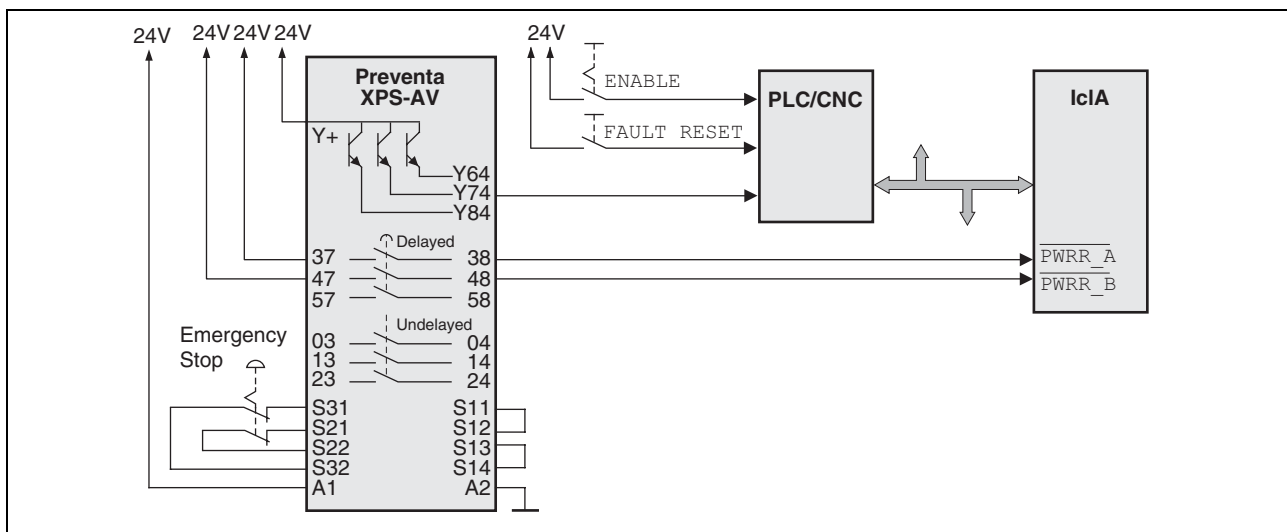 24V 24V 24V 24V
24V
Preventa
XPS-AV
ENABLE
PLC/CNC
IclA
FAULT RESET
Y+
Y64
Y74
Y84
Delayed
37 38
47 48
57 58
PWRR_A
PWRR_B
Undelayed
03 04
13 14
23 24
Emergency
Stop
S31 S11
S21 S12
S22 S13
S32 S14
A1 A2